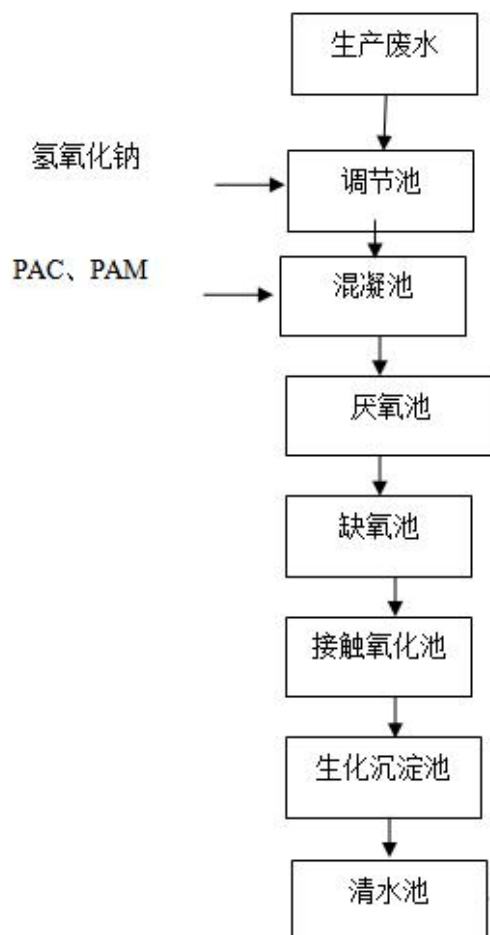 生产废水
氢氧化钠
调节池
PAC、PAM
混凝池
厌氧池
缺氧池
接触氧化池
生化沉淀池
清水池